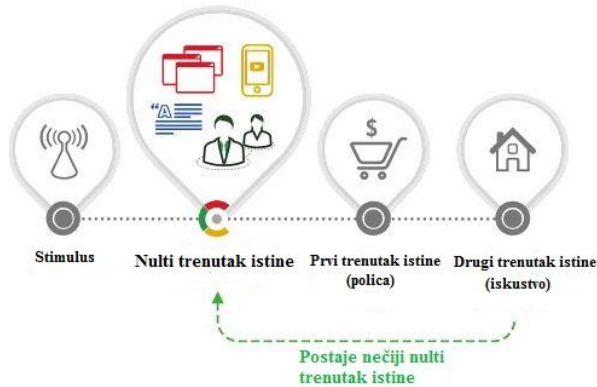 “A
$
Stimulus
Nulti trenutak istine
Prvi trenutak istine
(polica)
Drugi trenutak istine
(iskustvo)
Postaje nečiji nulti
trenutak istine